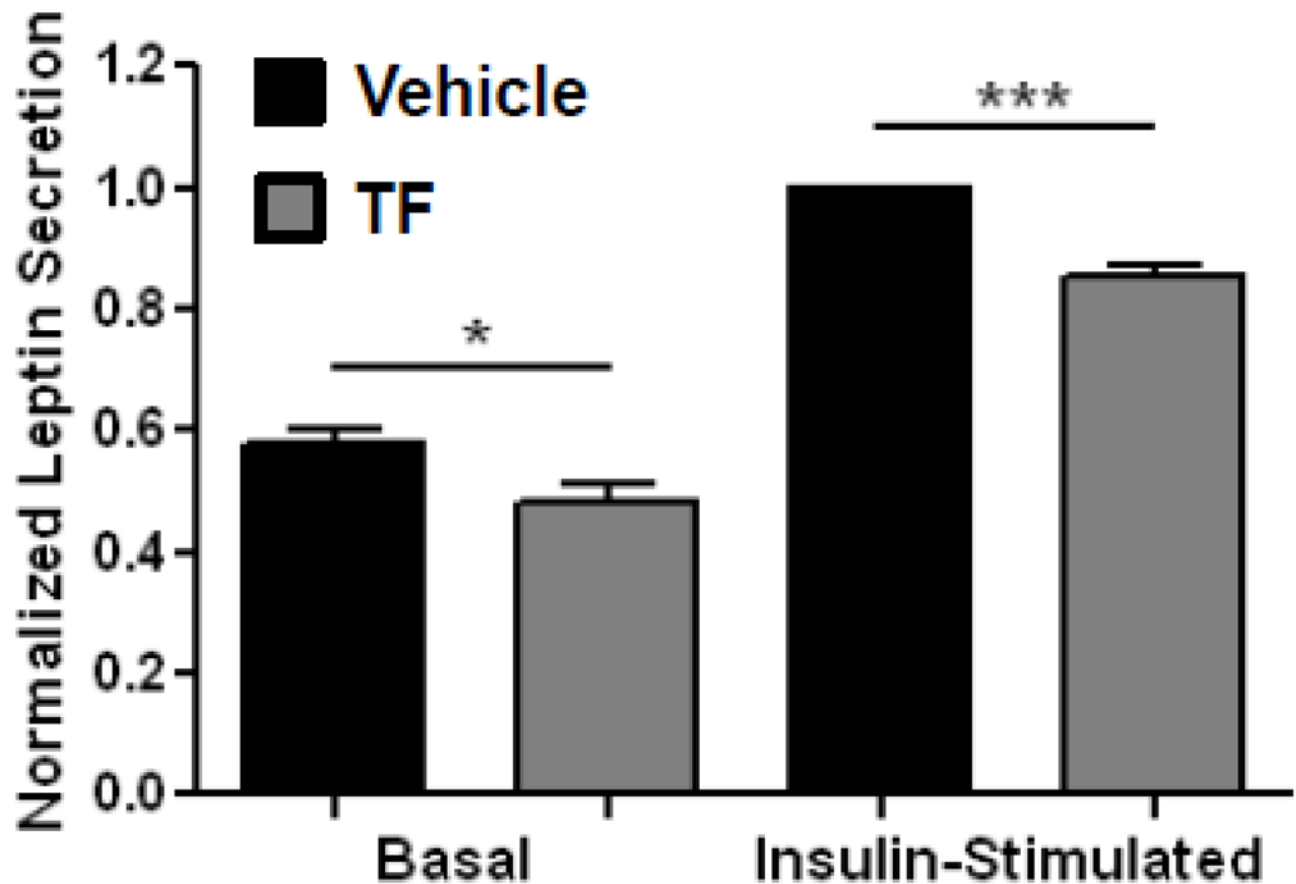 Normalized Leptin Secretion
1.2
1.0
0.8
0.6
0.4
0.2
0.0
Vehicle
TF
*
***
Basal
Insulin-Stimulated